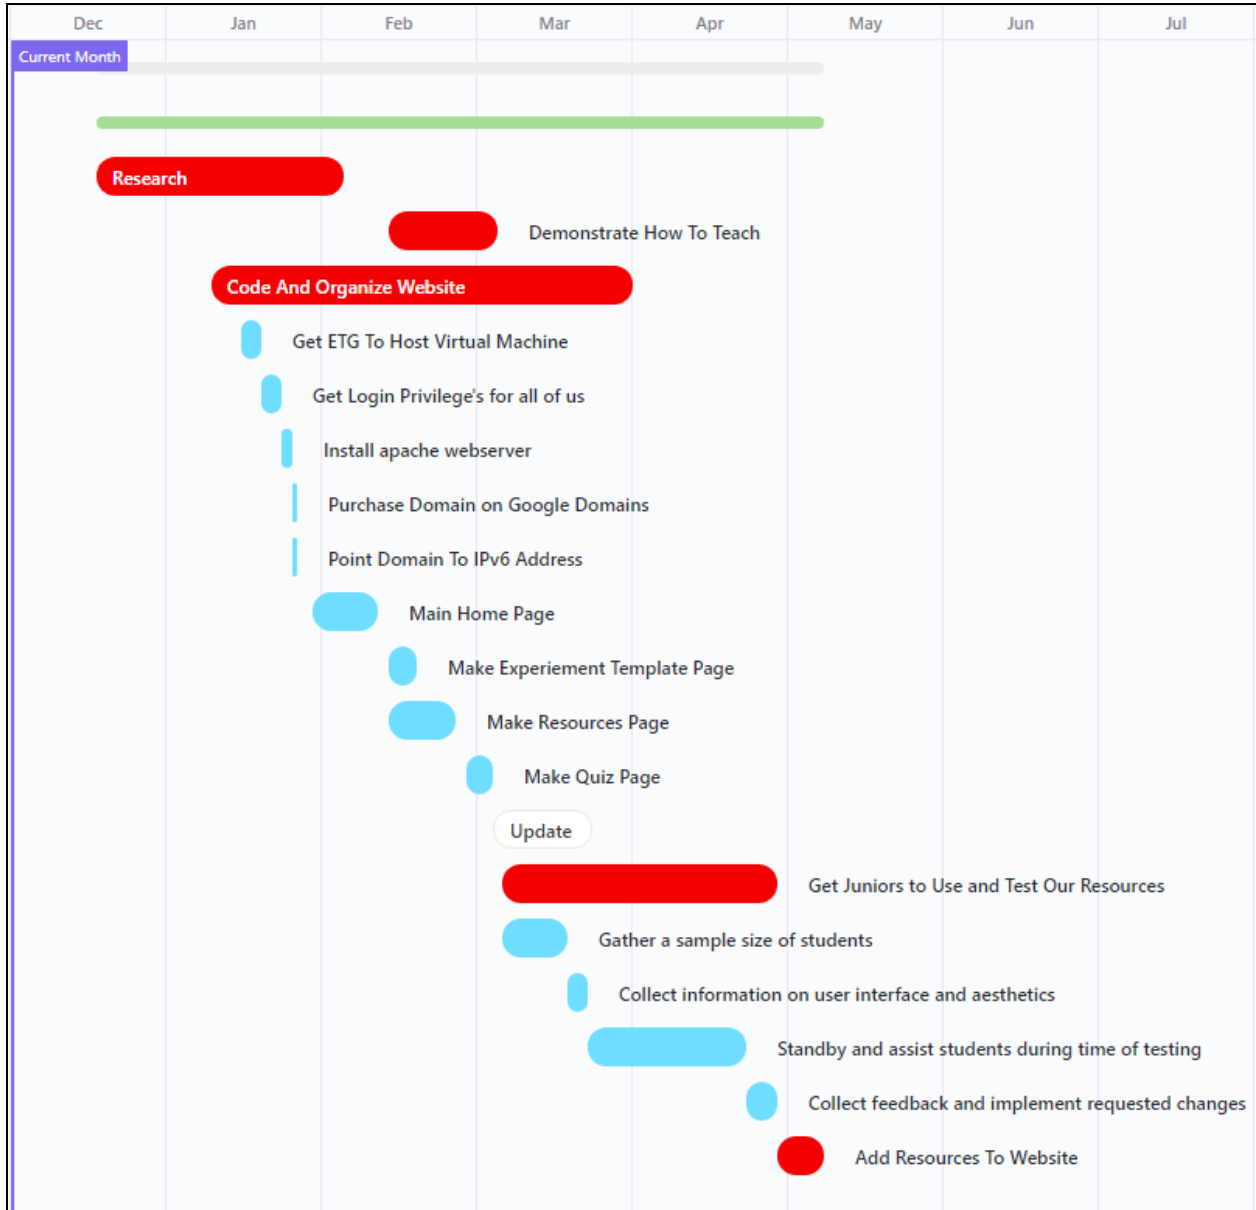 Dec Jan Feb Mar Apr May Jun Jul
Current Month
Research
Demonstrate How To Teach
Code And Organize Website
Get ETG To Host Virtual Machine
Get Login Privilege's for all of us
Install apache webserver
Purchase Domain on Google Domains
Point Domain To IPv6 Address
Main Home Page
Make Experiement Template Page
Make Resources Page
Make Quiz Page
Update
Get Juniors to Use and Test Our Resources
Gather a sample size of students
Collect information on user interface and aesthetics
Standby and assist students during time of testing
Collect feedback and implement requested changes
Add Resources To Website